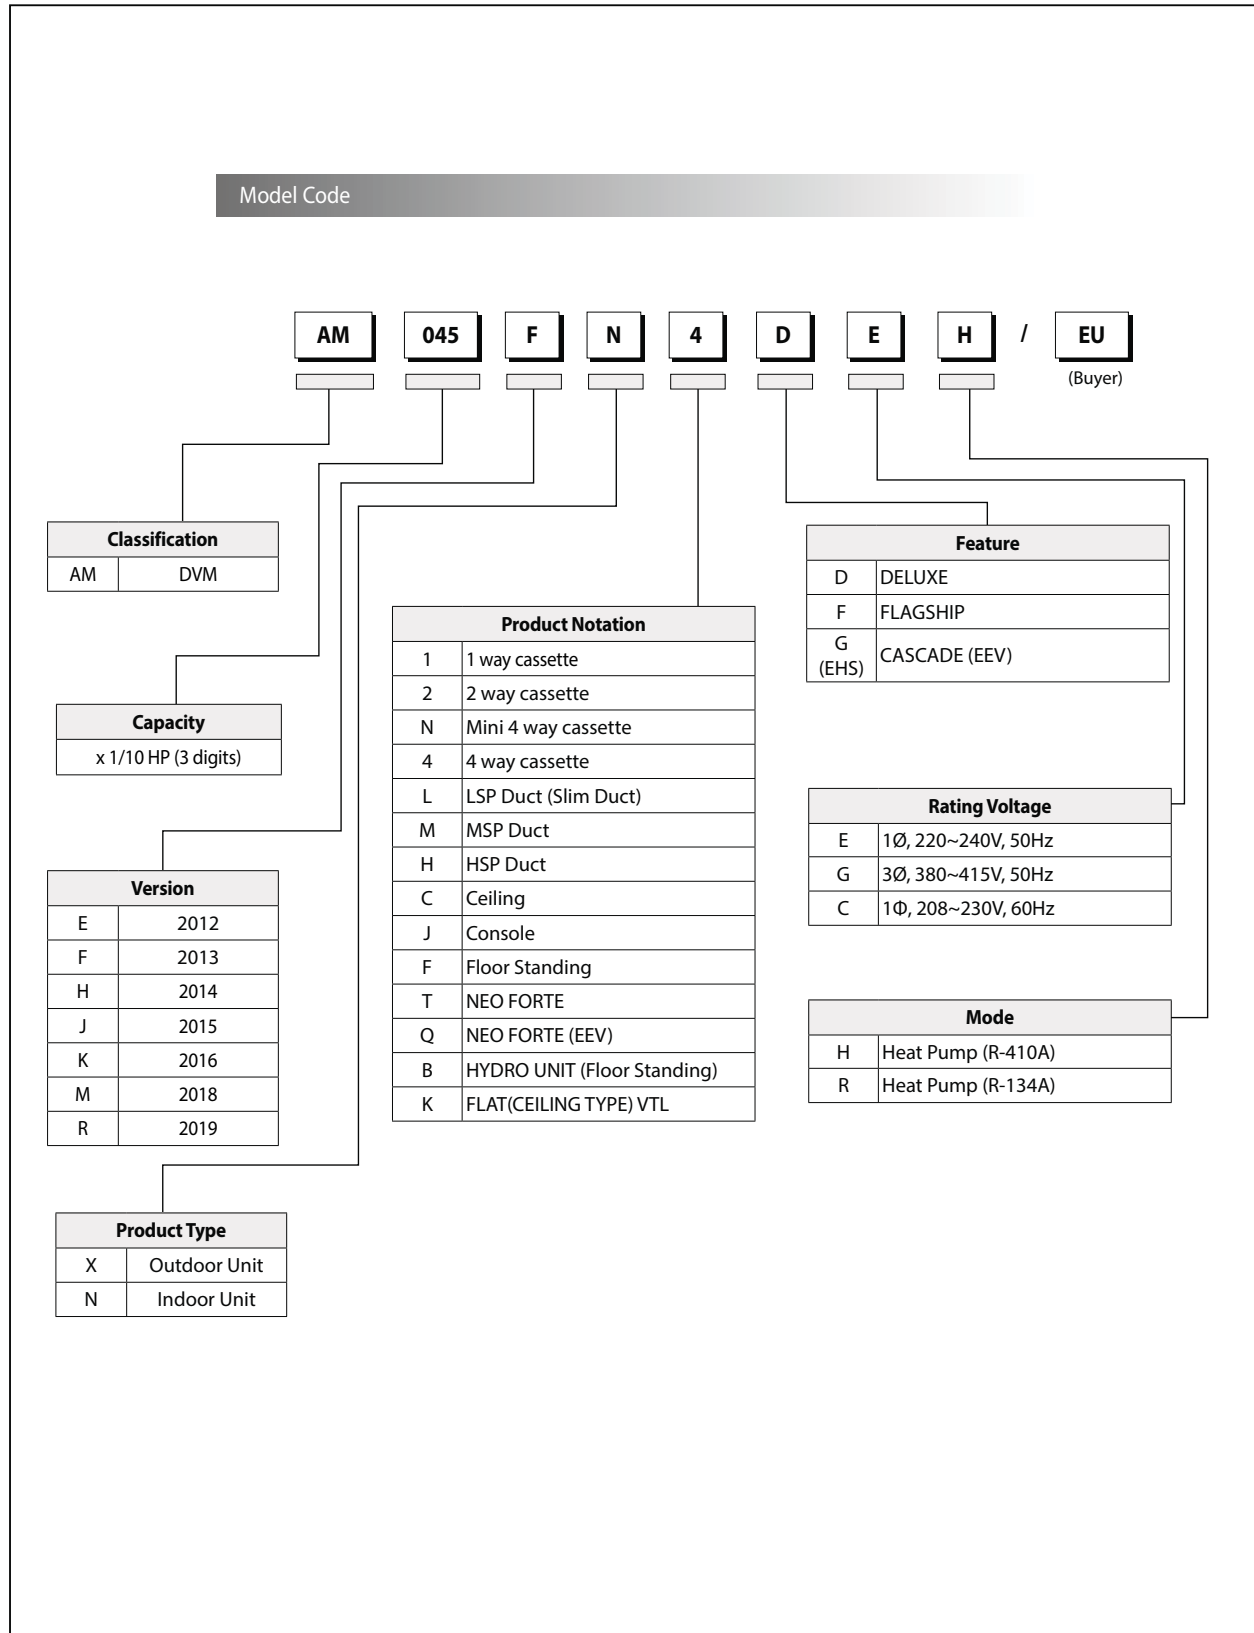 Model Code
AM 045 F N 4 D E H / EU
(Buyer)
Classification
AM DVM
Capacity
x 1/10 HP (3 digits)
Version
E 2012
F 2013
H 2014
J 2015
K 2016
M 2018
R 2019
Product Type
X Outdoor Unit
N Indoor Unit
Product Notation
1 1 way cassette
2 2 way cassette
N Mini 4 way cassette
4 4 way cassette
L LSP Duct (Slim Duct)
M MSP Duct
H HSP Duct
C Ceiling
J Console
F Floor Standing
T NEO FORTE
Q NEO FORTE (EEV)
B HYDRO UNIT (Floor Standing)
K FLAT(CEILING TYPE) VTL
Feature
D DELUXE
F FLAGSHIP
G
(EHS) CASCADE (EEV)
Rating Voltage
E 1Ø, 220~240V, 50Hz
G 3Ø, 380~415V, 50Hz
C 1Φ, 208~230V, 60Hz
Mode
H Heat Pump (R-410A)
R Heat Pump (R-134A)